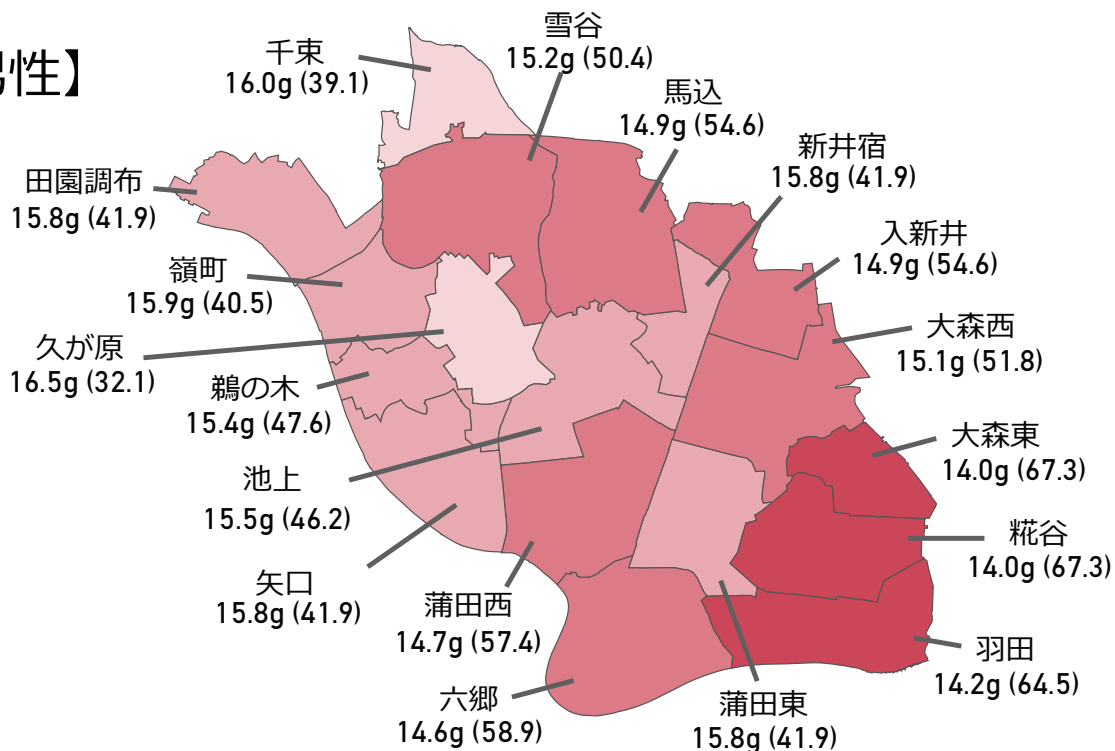 男性】
千束
16.0g (39.1)
雪谷
15.2g (50.4)
馬込
14.9g (54.6)
新井宿
15.8g (41.9)
田園調布
15.8g (41.9)
入新井
14.9g (54.6)
嶺町
15.9g (40.5)
大森西
15.1g (51.8)
久が原
16.5g (32.1)
鵜の木
15.4g (47.6)
大森東
14.0g (67.3)
池上
15.5g (46.2)
糀谷
14.0g (67.3)
矢口
15.8g (41.9)
蒲田西
14.7g (57.4)
羽田
14.2g (64.5)
六郷
14.6g (58.9)
蒲田東
15.8g (41.9)